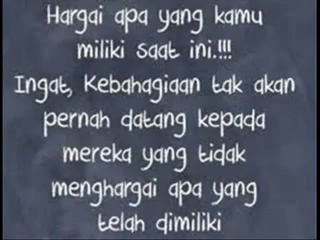 Hargai apa yang kamu
miliki saat ini.!!!
Ingat, Kebahagiaan tak akan
pernah datang kepada
mereka yang tidak
menghargai apa yang
telah dimiliki